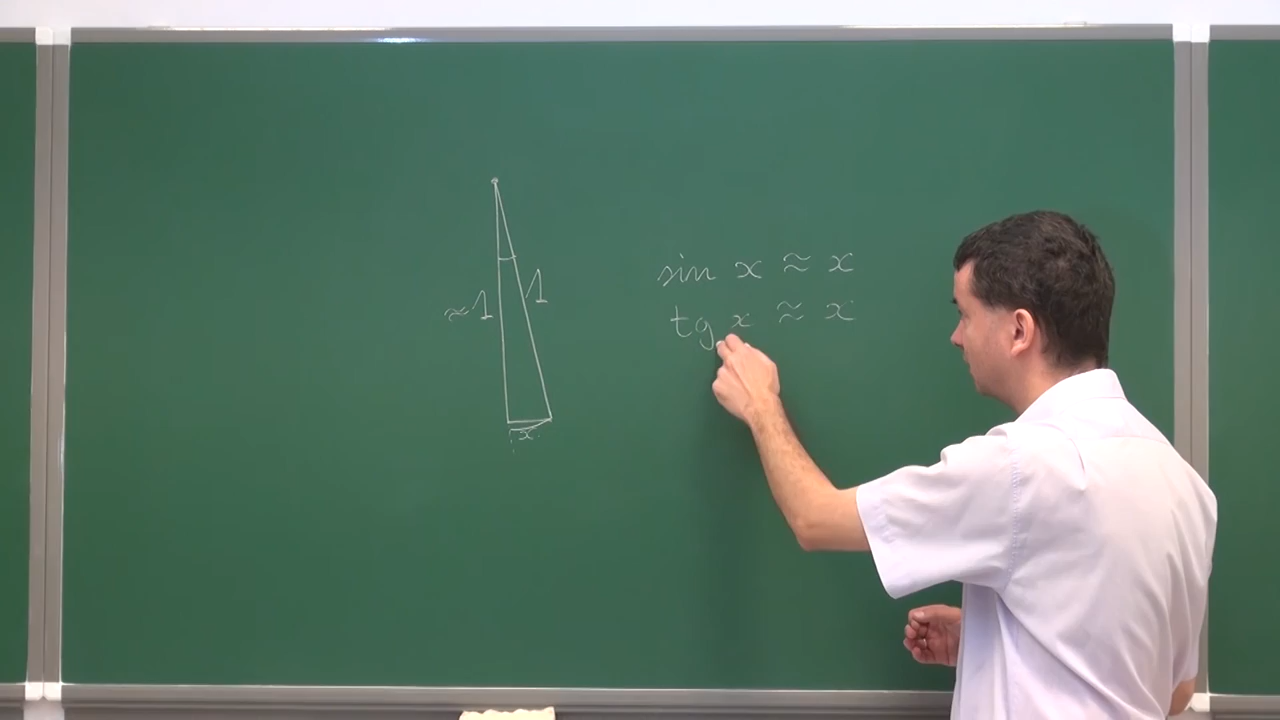 ≈1
1
x
sin x ≈ x
tg x ≈ x